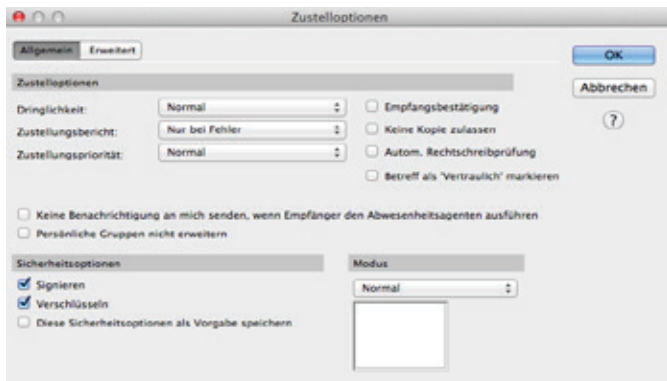 Zustelloptionen
Allgemein Erweitert
OK
Abbrechen
?
Zustelloptionen
Dringlichkeit: Normal
Zustellungsbericht: Nur bei Fehler
Zustellungspriorität: Normal
Empfangsbestätigung
Keine Kopie zulassen
Autom. Rechtschreibprüfung
Betreff als 'Vertraulich' markieren
Keine Benachrichtigung an mich senden, wenn Empfänger den Abwesenheitsagenten ausführen
Persönliche Gruppen nicht erweitern
Sicherheitsoptionen
Signieren
Verschlüsseln
Diese Sicherheitsoptionen als Vorgabe speichern
Modus
Normal